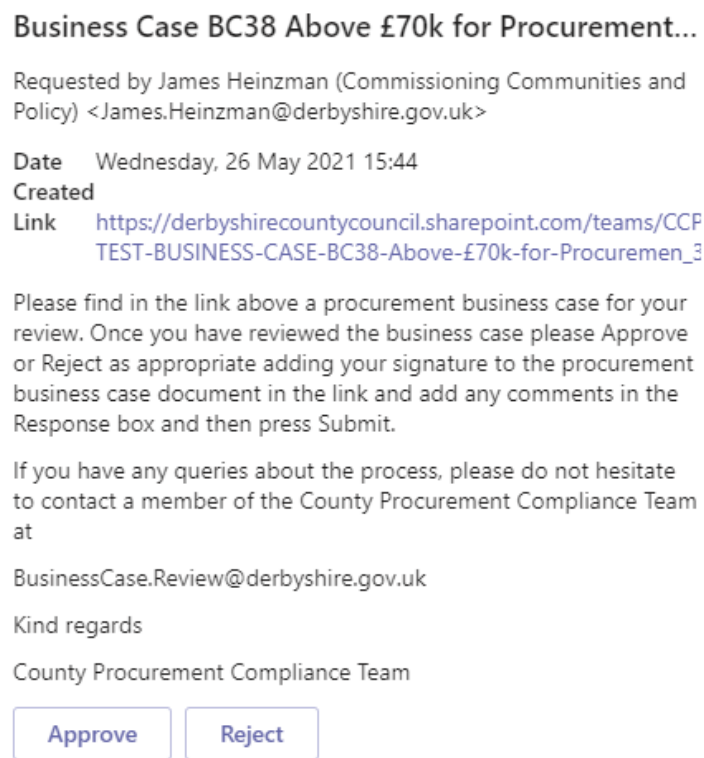 Business Case BC38 Above £70k for Procurement...
Requested by James Heinzman (Commissioning Communities and
Policy) <James.Heinzman@derbyshire.gov.uk>
Date Wednesday, 26 May 2021 15:44
Created
Link https://derbyshirecountycouncil.sharepoint.com/teams/CCP
TEST-BUSINESS-CASE-BC38-Above-£70k-for-Procuremen_3
Please find in the link above a procurement business case for your
review. Once you have reviewed the business case please Approve
or Reject as appropriate adding your signature to the procurement
business case document in the link and add any comments in the
Response box and then press Submit.
If you have any queries about the process, please do not hesitate
to contact a member of the County Procurement Compliance Team
at
BusinessCase.Review@derbyshire.gov.uk
Kind regards
County Procurement Compliance Team
Approve Reject